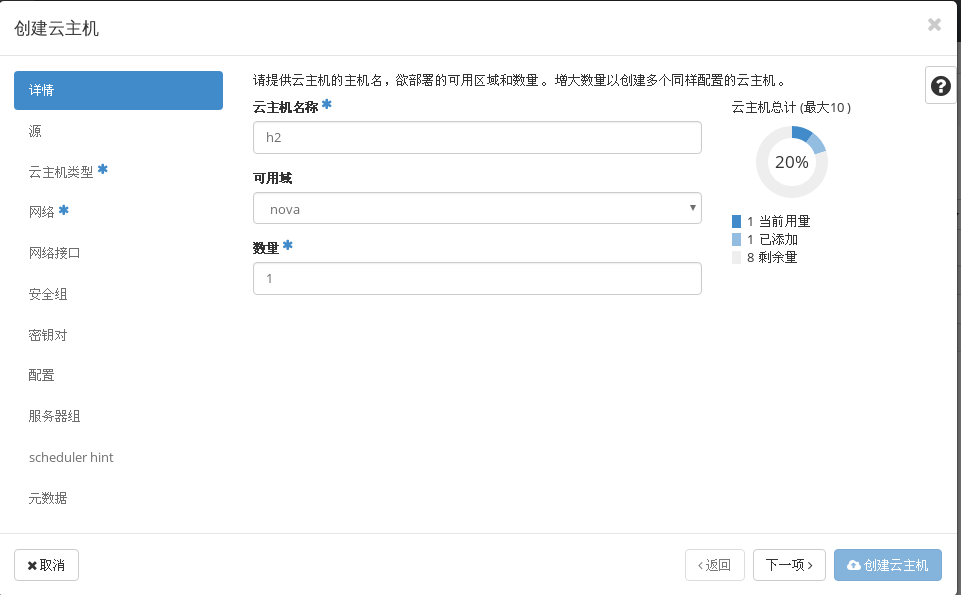 创建云主机
×
详情
源
云主机类型 *
网络 *
网络接口
安全组
密钥对
配置
服务器组
scheduler hint
元数据
请提供云主机的主机名，欲部署的可用区域和数量 。增大数量以创建多个同样配置的云主机 。
云主机名称 *
h2
可用域
nova
数量 *
1
云主机总计 (最大10 )
20%
1 当前用量
1 已添加
8 剩余量
?
×取消
‹返回
下一项›
创建云主机